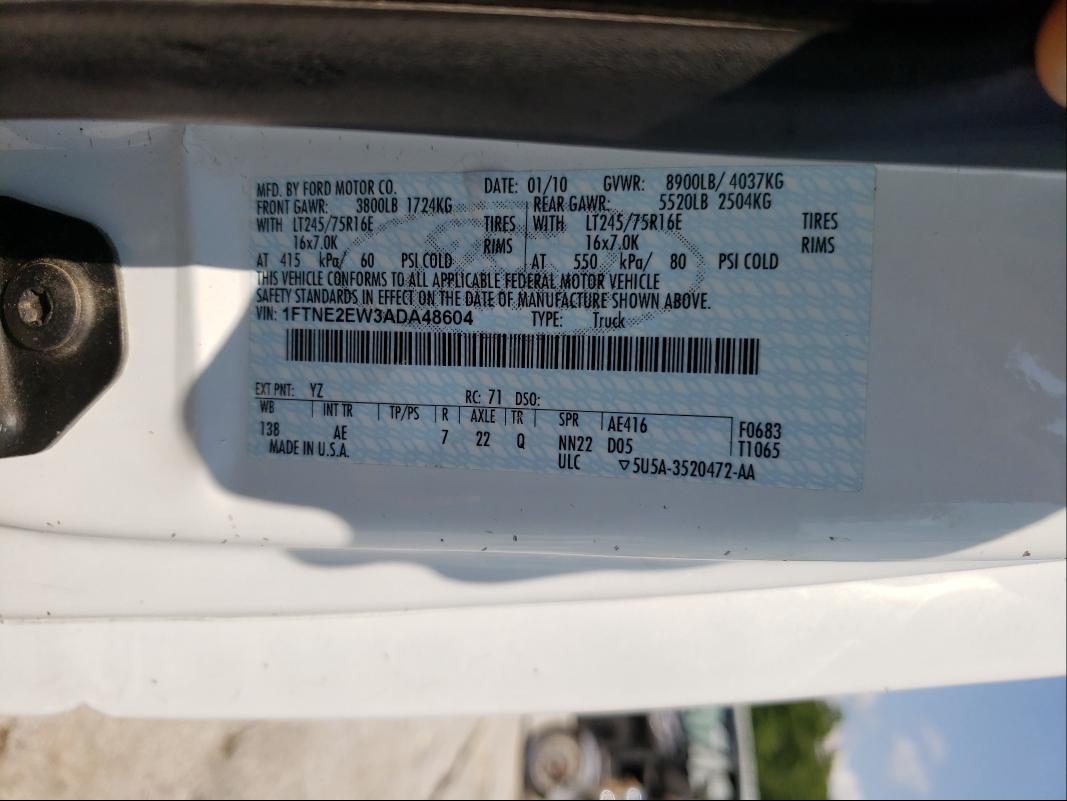 MFD. BY FORD MOTOR CO. DATE: 01/10 GVWR: 8900LB/ 4037KG
FRONT GAWR: 3800LB 1724KG REAR GAWR: 5520LB 2504KG
WITH LT245/75R16E TIRES WITH LT245/75R16E TIRES
16x7.0K RIMS 16x7.0K RIMS
AT 415 kPa/ 60 PSI COLD AT 550 kPa/ 80 PSI COLD
THIS VEHICLE CONFORMS TO ALL APPLICABLE FEDERAL MOTOR VEHICLE
SAFETY STANDARDS IN EFFECT ON THE DATE OF MANUFACTURE SHOWN ABOVE.
VIN: 1FTNE2EW3ADA48604 TYPE: Truck
EXT PNT: YZ RC: 71 DSO:
WB INT TR TP/PS R AXLE TR SPR AE416 F0683
138 AE 7 22 Q NN22 D05 T1065
MADE IN U.S.A. ULC ▽5U5A-3520472-AA